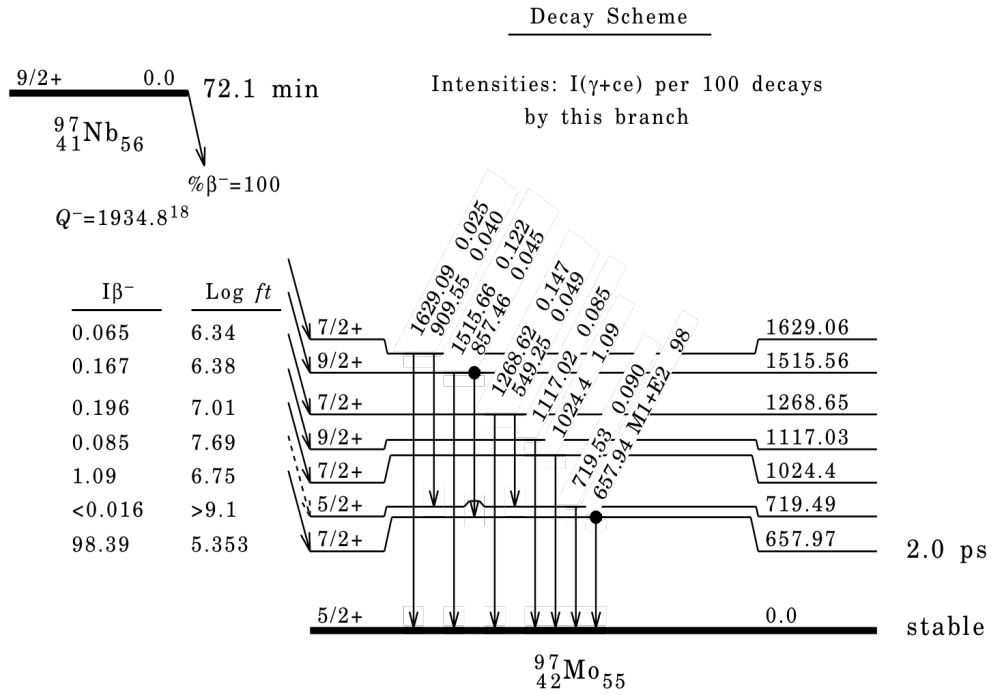 Decay Scheme
Intensities: I(γ+ce) per 100 decays
by this branch
9/2+ 0.0 72.1 min
⁹⁷₄₁Nb₅₆
%β⁻=100
Q⁻=1934.8¹⁸
Iβ⁻ Log ft
0.065 6.34
0.167 6.38
0.196 7.01
0.085 7.69
1.09 6.75
<0.016 >9.1
98.39 5.353
1629.09 0.025
909.55 0.040
1515.66 0.122
857.46 0.045
1268.62 0.147
549.25 0.049
1117.02 0.085
1024.4 1.09
719.53 0.090
657.94 M1+E2 98
7/2+ 1629.06
9/2+ 1515.56
7/2+ 1268.65
9/2+ 1117.03
7/2+ 1024.4
5/2+ 719.49
7/2+ 657.97 2.0 ps
5/2+ 0.0 stable
⁹⁷₄₂Mo₅₅